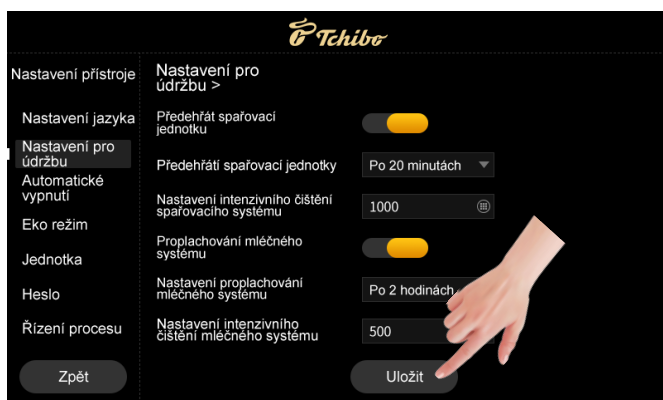 Tchibo
Nastavení přístroje
Nastavení jazyka
Nastavení pro
údržbu
Automatické
vypnutí
Eko režim
Jednotka
Heslo
Řízení procesu
Zpět
Nastavení pro
údržbu >
Předehřát spařovací
jednotku
Předehřátí spařovací jednotky
Po 20 minutách
Nastavení intenzivního čištění
spařovacího systému
1000
Proplachování mléčného
systému
Nastavení proplachování
mléčného systému
Po 2 hodinách
Nastavení intenzivního
čištění mléčného systému
500
Uložit